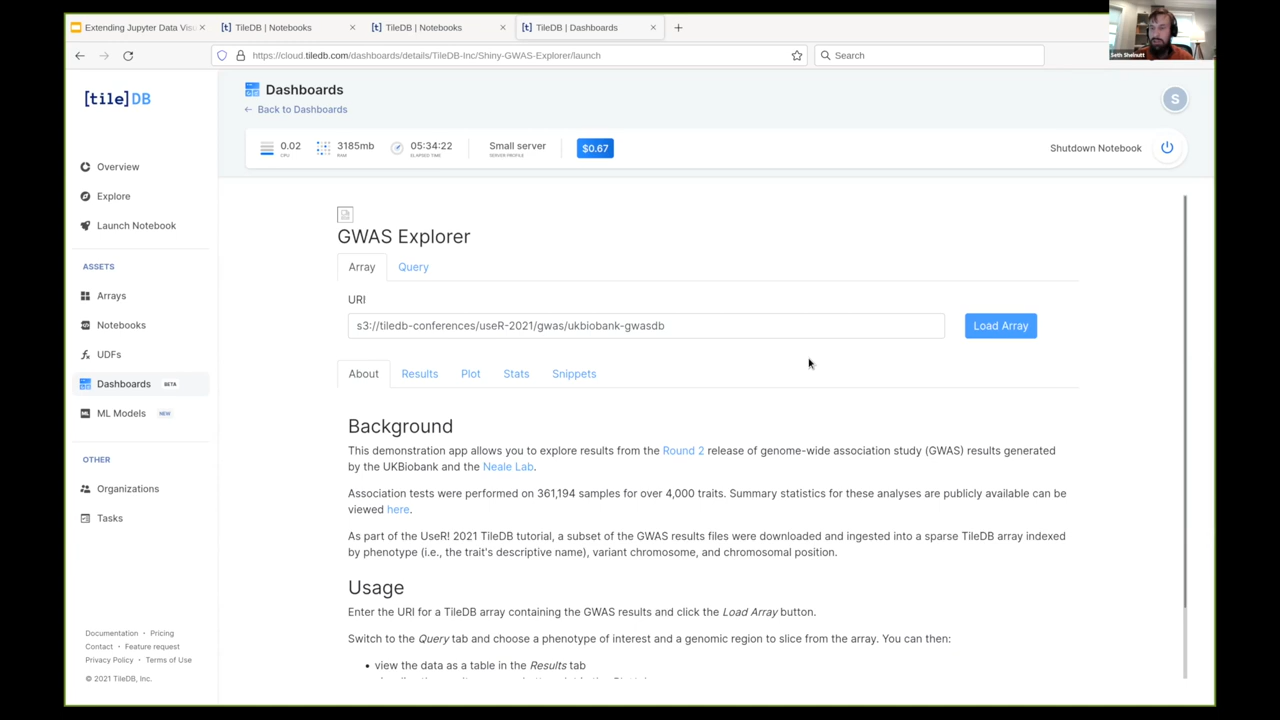 Extending Jupyter Data Vis
TileDB | Notebooks
TileDB | Notebooks
TileDB | Dashboards
https://cloud.tiledb.com/dashboards/details/TileDB-Inc/Shiny-GWAS-Explorer/launch
Search
Seth Shelnutt
[tile]DB
Dashboards
Back to Dashboards
S
0.02
CPU
3185mb
RAM
05:34:22
ELAPSED TIME
Small server
SERVER PROFILE
$0.67
Shutdown Notebook
Overview
Explore
Launch Notebook
ASSETS
Arrays
Notebooks
UDFs
Dashboards BETA
ML Models NEW
OTHER
Organizations
Tasks
Documentation · Pricing
Contact · Feature request
Privacy Policy · Terms of Use
© 2021 TileDB, Inc.
GWAS Explorer
Array Query
URI
s3://tiledb-conferences/useR-2021/gwas/ukbiobank-gwasdb
Load Array
About Results Plot Stats Snippets
Background
This demonstration app allows you to explore results from the Round 2 release of genome-wide association study (GWAS) results generated
by the UKBiobank and the Neale Lab.
Association tests were performed on 361,194 samples for over 4,000 traits. Summary statistics for these analyses are publicly available can be
viewed here.
As part of the UseR! 2021 TileDB tutorial, a subset of the GWAS results files were downloaded and ingested into a sparse TileDB array indexed
by phenotype (i.e., the trait's descriptive name), variant chromosome, and chromosomal position.
Usage
Enter the URI for a TileDB array containing the GWAS results and click the Load Array button.
Switch to the Query tab and choose a phenotype of interest and a genomic region to slice from the array. You can then:
• view the data as a table in the Results tab